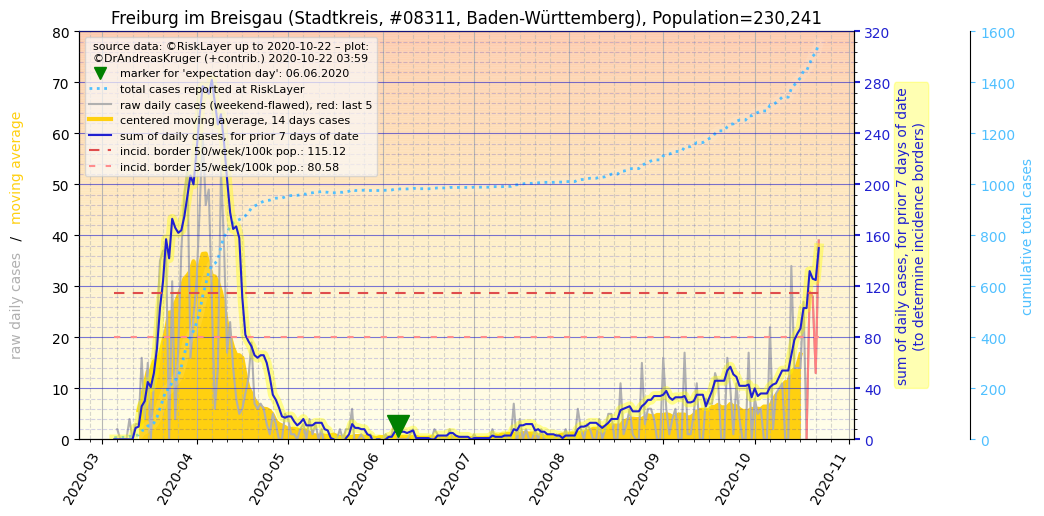 Freiburg im Breisgau (Stadtkreis, #08311, Baden-Württemberg), Population=230,241
source data: ©RiskLayer up to 2020-10-22 – plot:
©DrAndreasKruger (+contrib.) 2020-10-22 03:59
marker for 'expectation day': 06.06.2020
total cases reported at RiskLayer
raw daily cases (weekend-flawed), red: last 5
centered moving average, 14 days cases
sum of daily cases, for prior 7 days of date
incid. border 50/week/100k pop.: 115.12
incid. border 35/week/100k pop.: 80.58
raw daily cases / moving average
80
70
60
50
40
30
20
10
0
320
280
240
200
160
120
80
40
0
sum of daily cases, for prior 7 days of date
(to determine incidence borders)
1600
1400
1200
1000
800
600
400
200
0
cumulative total cases
2020-03
2020-04
2020-05
2020-06
2020-07
2020-08
2020-09
2020-10
2020-11